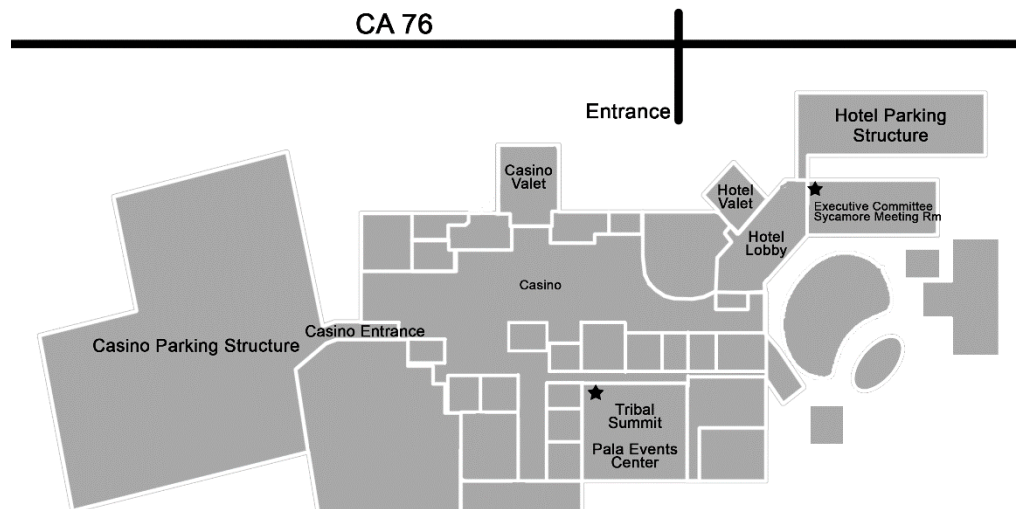 CA 76
Entrance
Hotel Parking
Structure
Casino
Valet
Hotel
Valet
Executive Committee
Sycamore Meeting Rm
Hotel
Lobby
Casino
Casino Entrance
Casino Parking Structure
Tribal
Summit
Pala Events
Center